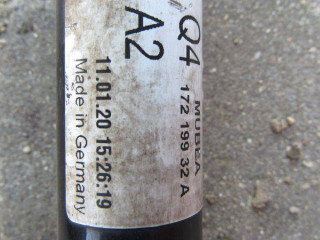 Q4
MUBEA
172 199 32 A
A2
11.01.20 15:26:19
Made in Germany